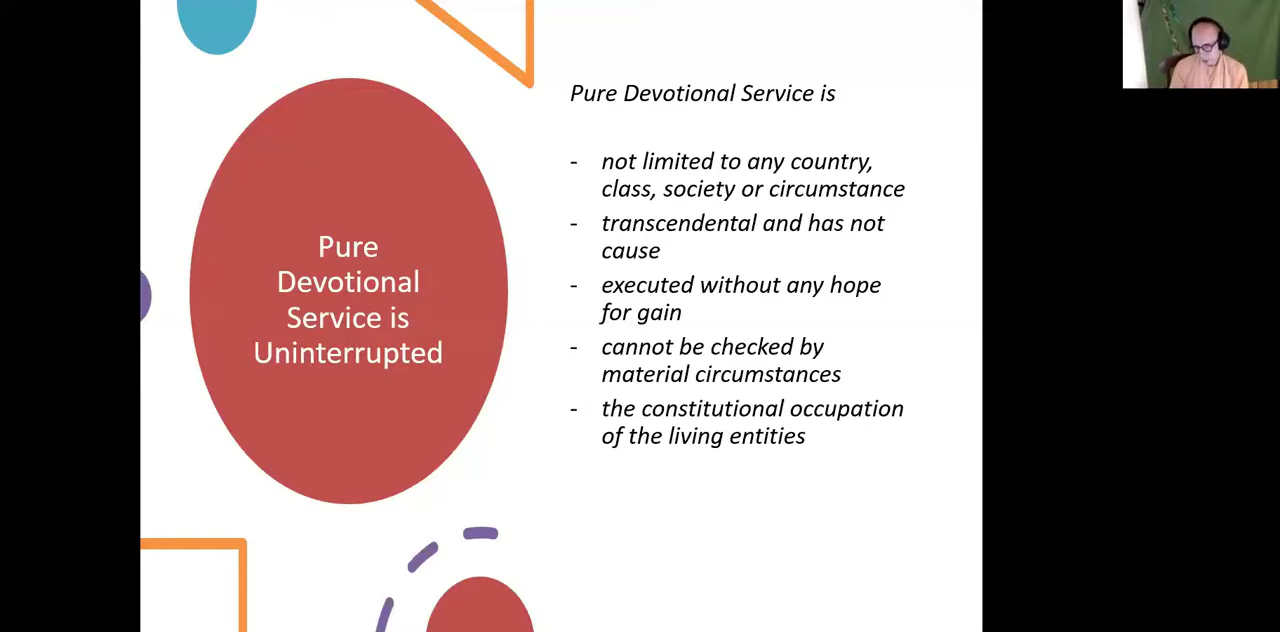 Pure
Devotional
Service is
Uninterrupted
Pure Devotional Service is
- not limited to any country,
class, society or circumstance
- transcendental and has not
cause
- executed without any hope
for gain
- cannot be checked by
material circumstances
- the constitutional occupation
of the living entities